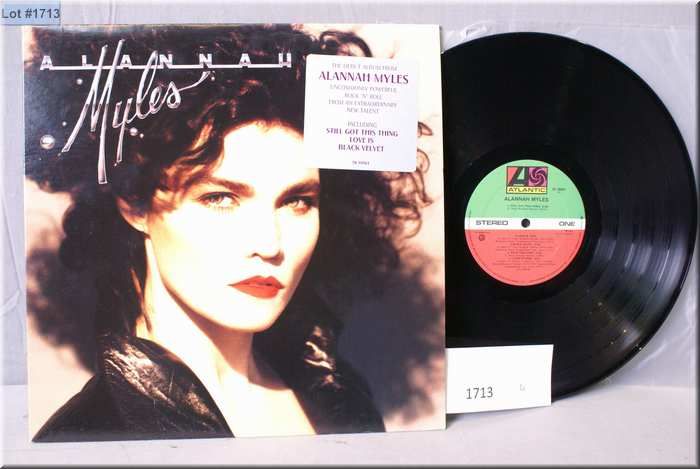 Lot #1713
ALANNAH
Myles
THE DEBUT ALBUM FROM
ALANNAH MYLES
UNCOMMONLY POWERFUL
ROCK 'N' ROLL
FROM AN EXTRAORDINARY
NEW TALENT
INCLUDING
STILL GOT THIS THING
LOVE IS
BLACK VELVET
ATLANTIC
ALANNAH MYLES
STEREO
ONE
1713